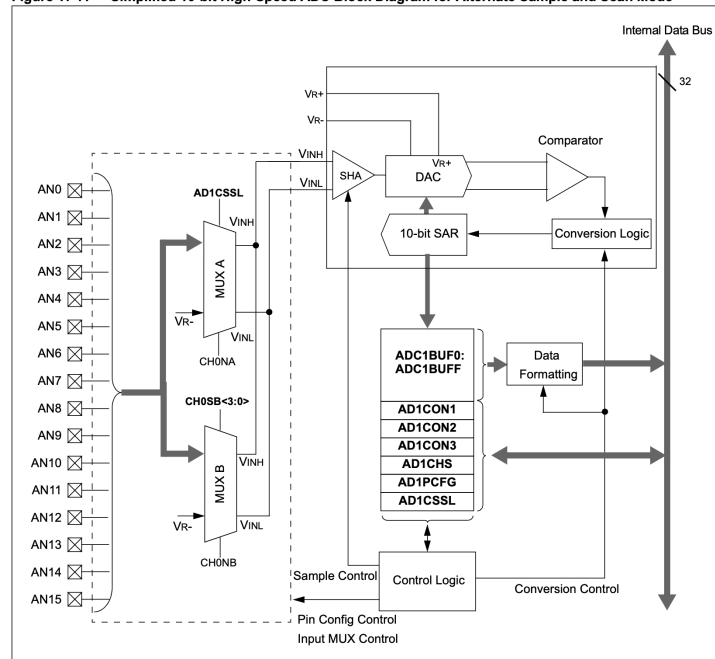 Internal Data Bus
32
VR+
VR-
VINH
VINL
SHA
VR+
DAC
Comparator
10-bit SAR
Conversion Logic
AN0
AN1
AN2
AN3
AN4
AN5
AN6
AN7
AN8
AN9
AN10
AN11
AN12
AN13
AN14
AN15
AD1CSSL
VINH
MUX A
VR-
VINL
CH0NA
CH0SB<3:0>
VINH
MUX B
VR-
VINL
CH0NB
ADC1BUF0:
ADC1BUFF
Data
Formatting
AD1CON1
AD1CON2
AD1CON3
AD1CHS
AD1PCFG
AD1CSSL
Sample Control
Control Logic
Conversion Control
Pin Config Control
Input MUX Control